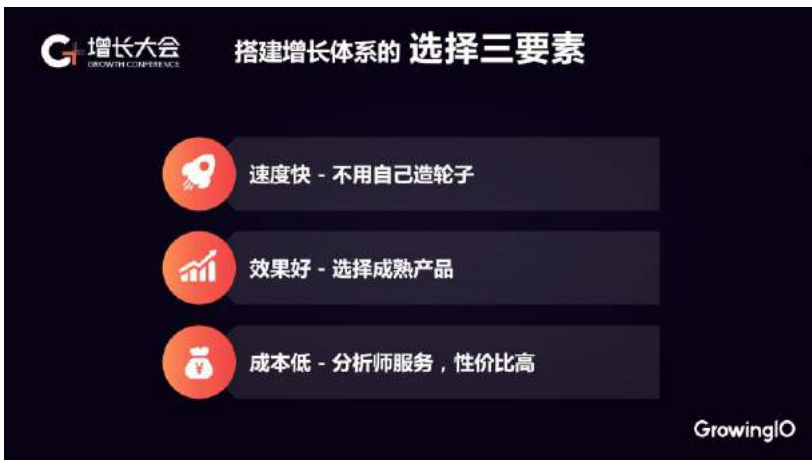 增长大会
GROWTH CONFERENCE
搭建增长体系的 选择三要素
速度快 - 不用自己造轮子
效果好 - 选择成熟产品
¥
成本低 - 分析师服务，性价比高
GrowingIO